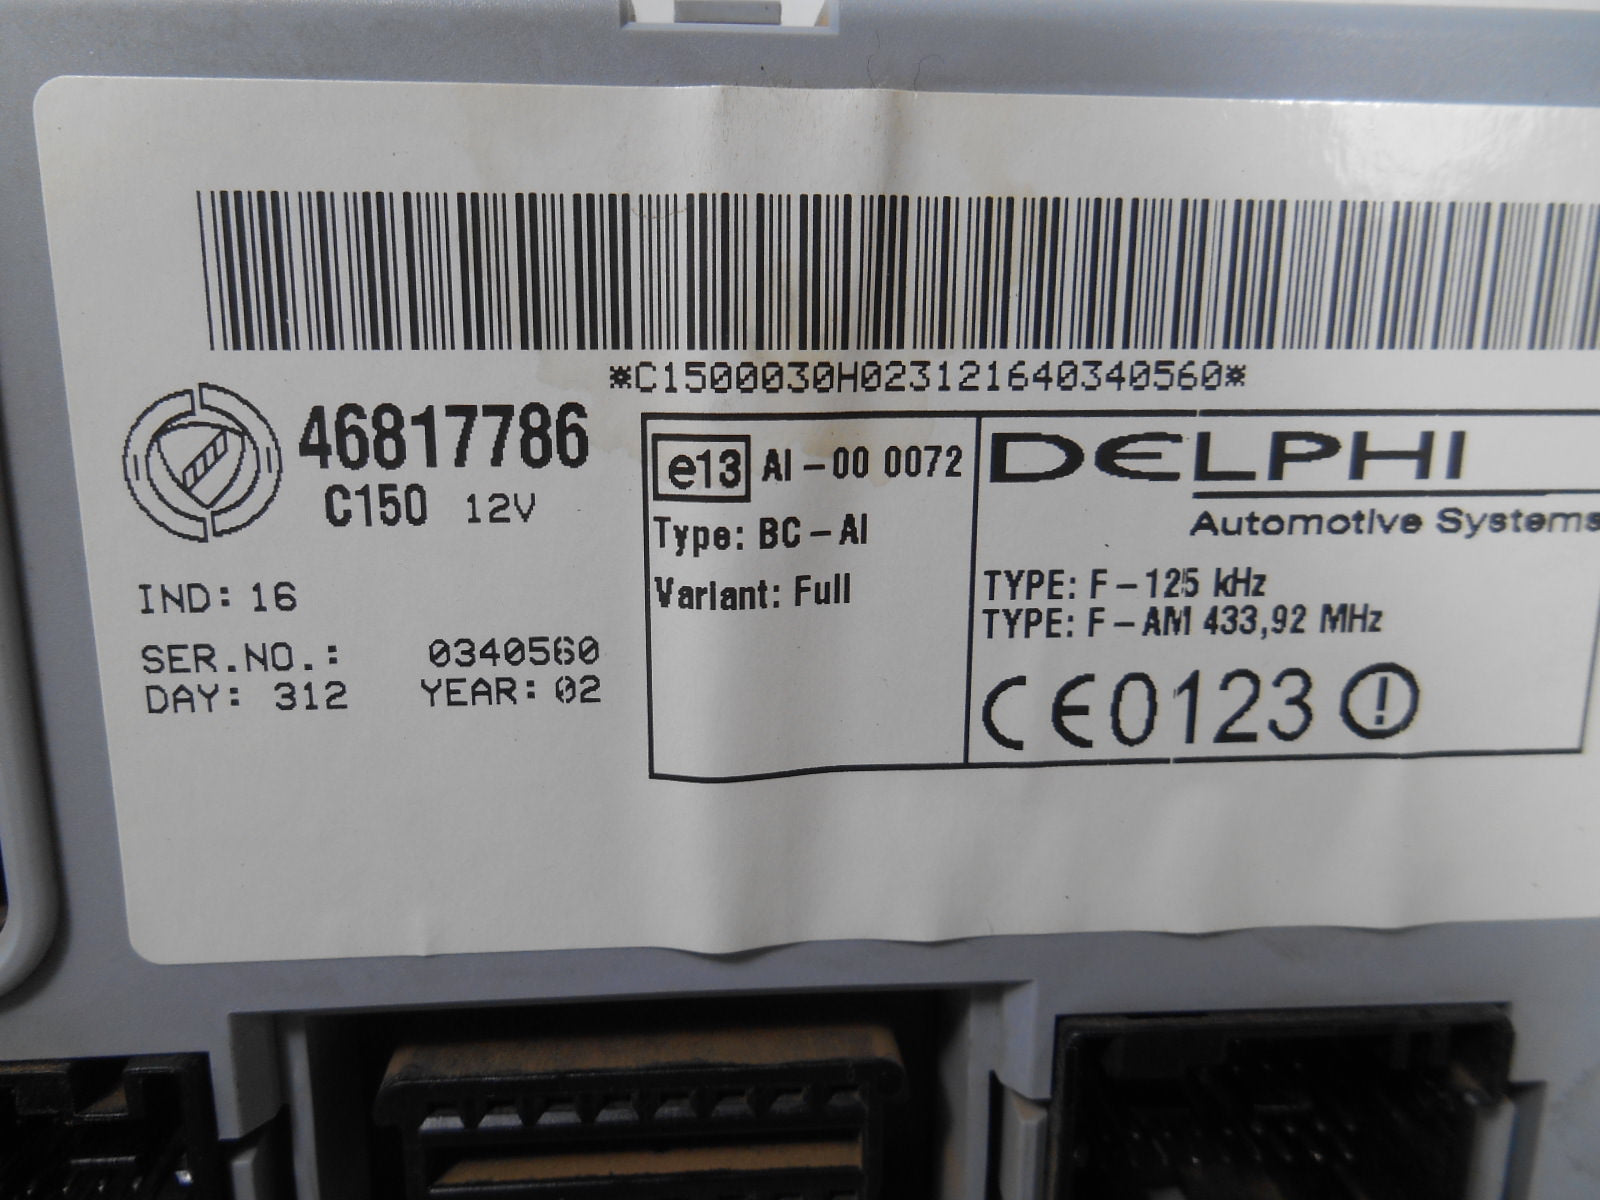 *C1500030H023121640340560*
46817786
C150 12V
IND: 16
SER.NO.: 0340560
DAY: 312 YEAR: 02
e13 AI-00 0072
Type: BC-AI
Variant: Full
DELPHI
Automotive Systems
TYPE: F-125 kHz
TYPE: F-AM 433,92 MHz
CE0123 !